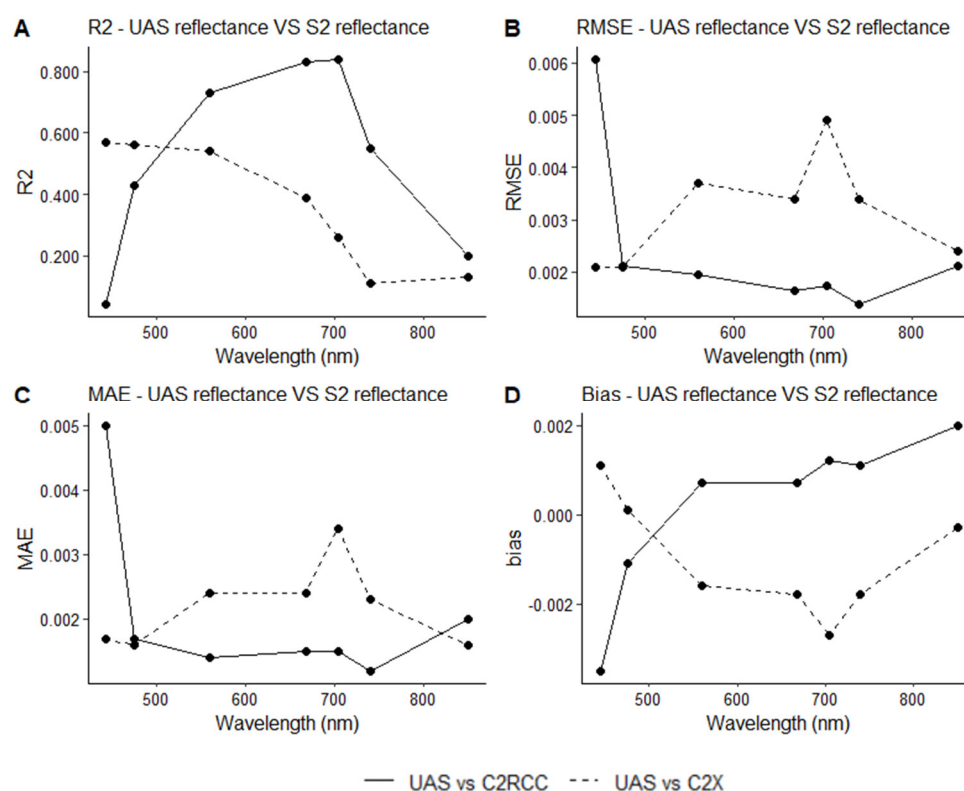 A R2 - UAS reflectance VS S2 reflectance
0.800
0.600
0.400
0.200
R2
500 600 700 800
Wavelength (nm)
B RMSE - UAS reflectance VS S2 reflectance
0.006
0.005
0.004
0.003
0.002
RMSE
500 600 700 800
Wavelength (nm)
C MAE - UAS reflectance VS S2 reflectance
0.005
0.004
0.003
0.002
MAE
500 600 700 800
Wavelength (nm)
D Bias - UAS reflectance VS S2 reflectance
0.002
0.000
-0.002
bias
500 600 700 800
Wavelength (nm)
UAS vs C2RCC UAS vs C2X